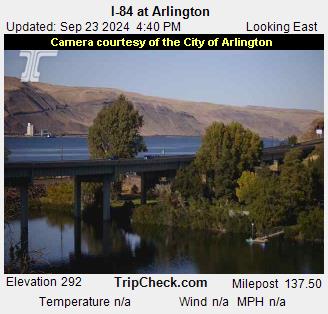 I-84 at Arlington
Updated: Sep 23 2024 4:40 PM Looking East
Camera courtesy of the City of Arlington
Elevation 292 TripCheck.com Milepost 137.50
Temperature n/a Wind n/a MPH n/a